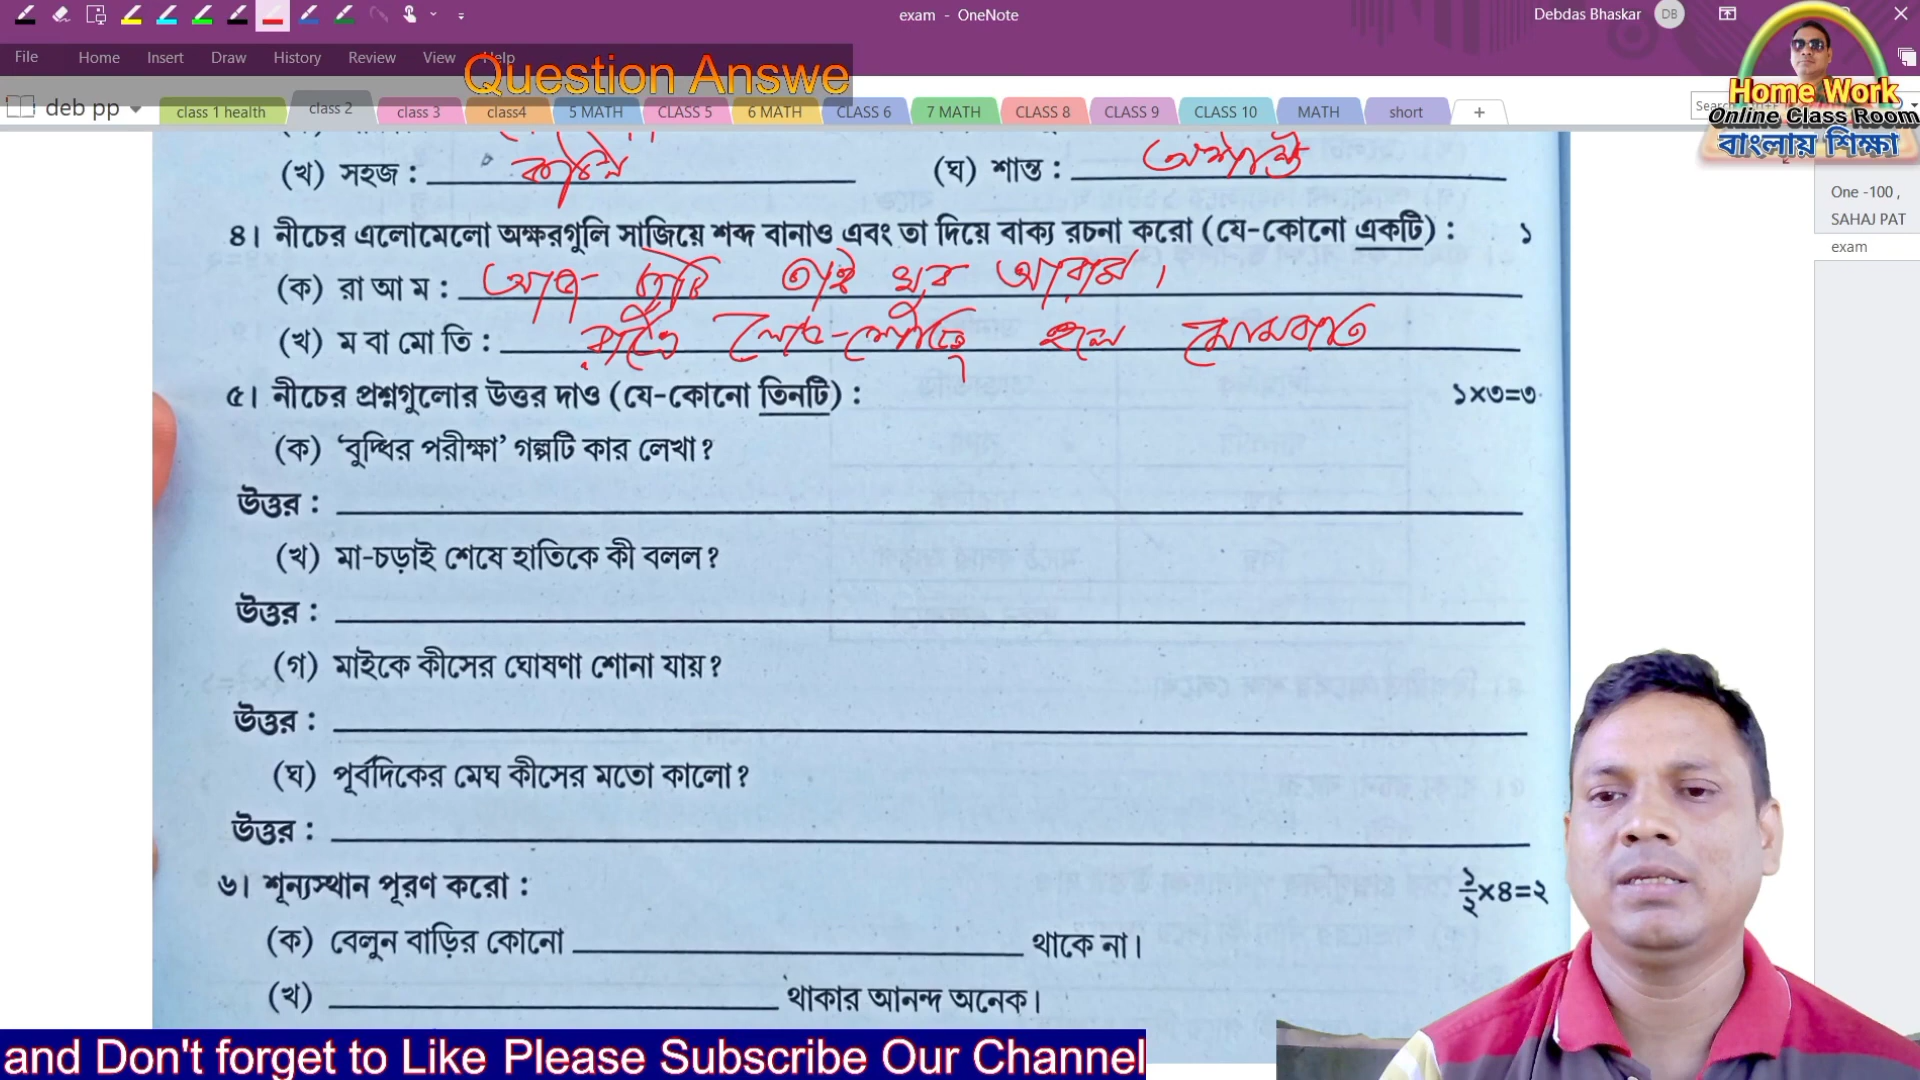 exam - OneNote
Debdas Bhaskar DB
File Home Insert Draw History Review View Help
Question Answe
deb pp class 1 health class 2 class 3 class4 5 MATH CLASS 5 6 MATH CLASS 6 7 MATH CLASS 8 CLASS 9 CLASS 10 MATH short +
Home Work
Online Class Room
বাংলায় শিক্ষা
One -100 ,
SAHAJ PAT
exam
(খ) সহজ : কঠিন (ঘ) শান্ত : অশান্ত
৪। নীচের এলোমেলো অক্ষরগুলি সাজিয়ে শব্দ বানাও এবং তা দিয়ে বাক্য রচনা করো (যে-কোনো একটি) : ১
(ক) রা আ ম : আজ ছুটি তাই খুব আরাম।
(খ) ম বা মো তি : রাতে লোড-শেডিং হলে মোমবাতি
৫। নীচের প্রশ্নগুলোর উত্তর দাও (যে-কোনো তিনটি) : ১×৩=৩
(ক) ‘বুদ্ধির পরীক্ষা’ গল্পটি কার লেখা?
উত্তর :
(খ) মা-চড়াই শেষে হাতিকে কী বলল?
উত্তর :
(গ) মাইকে কীসের ঘোষণা শোনা যায়?
উত্তর :
(ঘ) পূর্বদিকের মেঘ কীসের মতো কালো?
উত্তর :
৬। শূন্যস্থান পূরণ করো : ১/২×৪=২
(ক) বেলুন বাড়ির কোনো থাকে না।
(খ) থাকার আনন্দ অনেক।
and Don't forget to Like Please Subscribe Our Channel